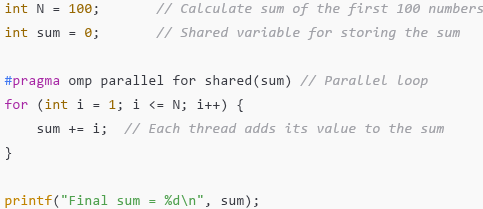 int N = 100;       // Calculate sum of the first 100 numbers
int sum = 0;       // Shared variable for storing the sum
#pragma omp parallel for shared(sum) // Parallel loop
for (int i = 1; i <= N; i++) {
    sum += i;  // Each thread adds its value to the sum
}
printf("Final sum = %d\n", sum);